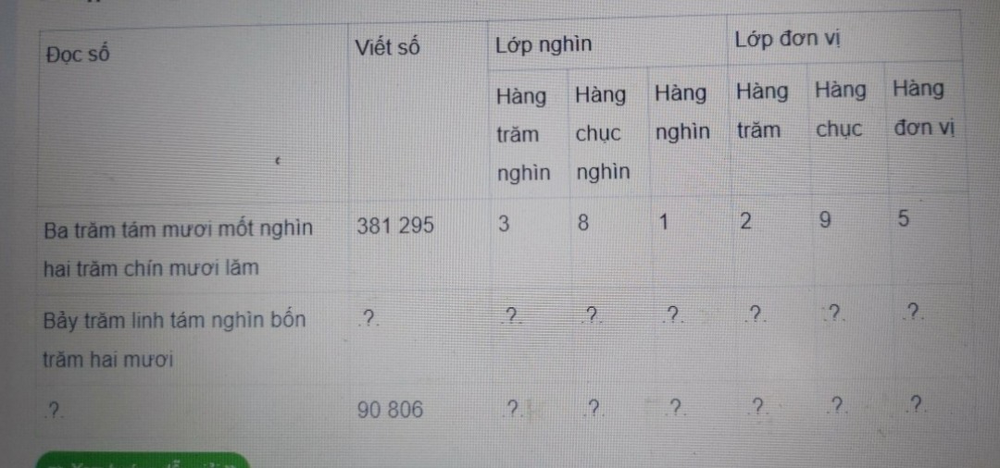 Đọc số
Viết số
Lớp nghìn
Lớp đơn vị
Hàng trăm nghìn
Hàng chục nghìn
Hàng nghìn
Hàng trăm
Hàng chục
Hàng đơn vị
Ba trăm tám mươi mốt nghìn
hai trăm chín mươi lăm
381 295
3
8
1
2
9
5
Bảy trăm linh tám nghìn bốn
trăm hai mươi
.?.
.?.
.?.
.?.
.?.
.?.
.?.
.?.
90 806
.?.
.?.
.?.
.?.
.?.
.?.